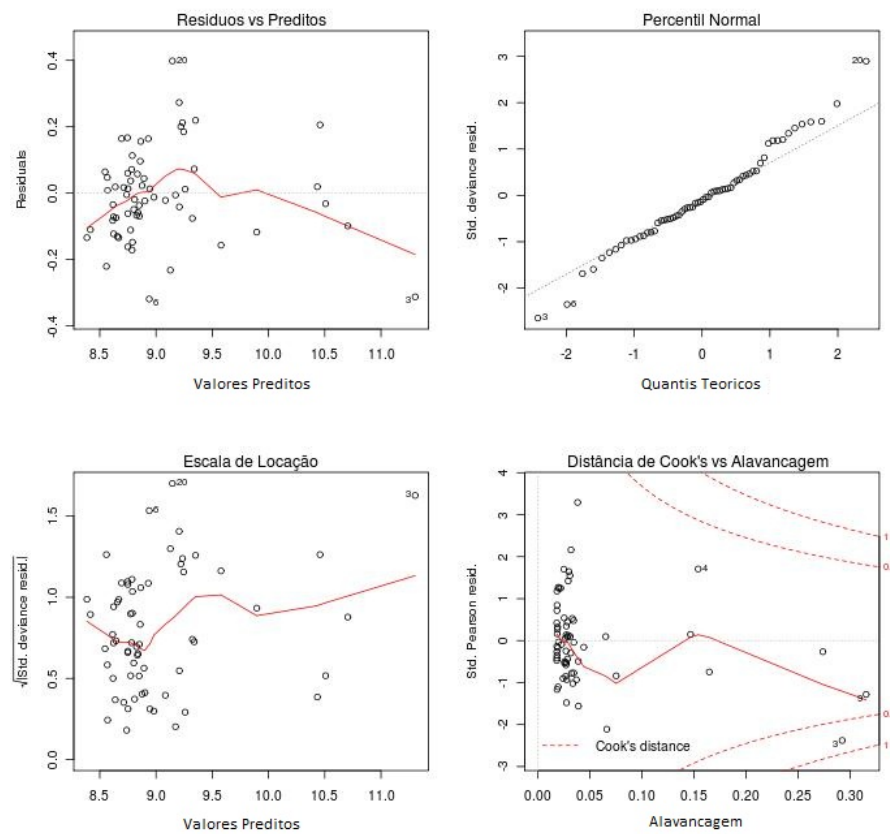 Residuos vs Preditos
Residuals
0.4
0.2
0.0
-0.2
-0.4
20
6
3
8.5 9.0 9.5 10.0 10.5 11.0
Valores Preditos
Percentil Normal
Std. deviance resid.
3
2
1
0
-1
-2
20
6
3
-2 -1 0 1 2
Quantis Teoricos
Escala de Locação
√|Std. deviance resid.|
1.5
1.0
0.5
0.0
20
6
3
8.5 9.0 9.5 10.0 10.5 11.0
Valores Preditos
Distância de Cook's vs Alavancagem
Std. Pearson resid.
4
3
2
1
0
-1
-2
-3
4
3
1
0.
0.
1
Cook's distance
0.00 0.05 0.10 0.15 0.20 0.25 0.30
Alavancagem